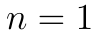 n = 1